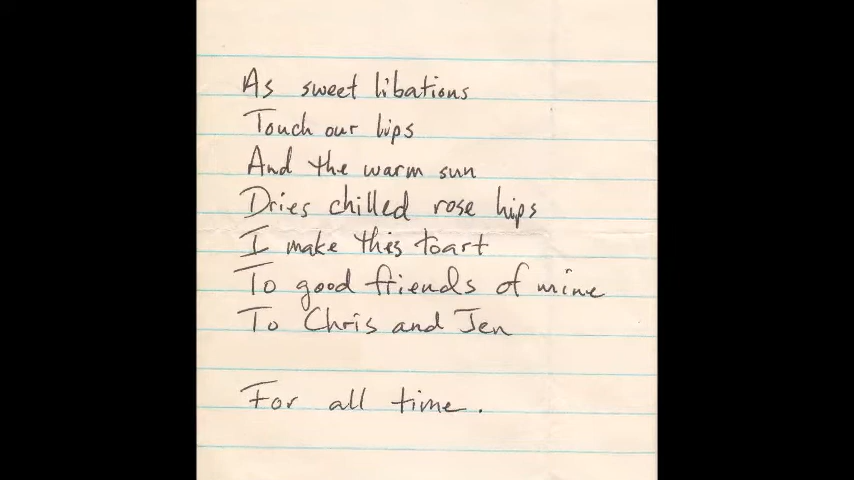 As sweet libations
Touch our lips
And the warm sun
Dries chilled rose hips
I make this toast
To good friends of mine
To Chris and Jen
For all time.